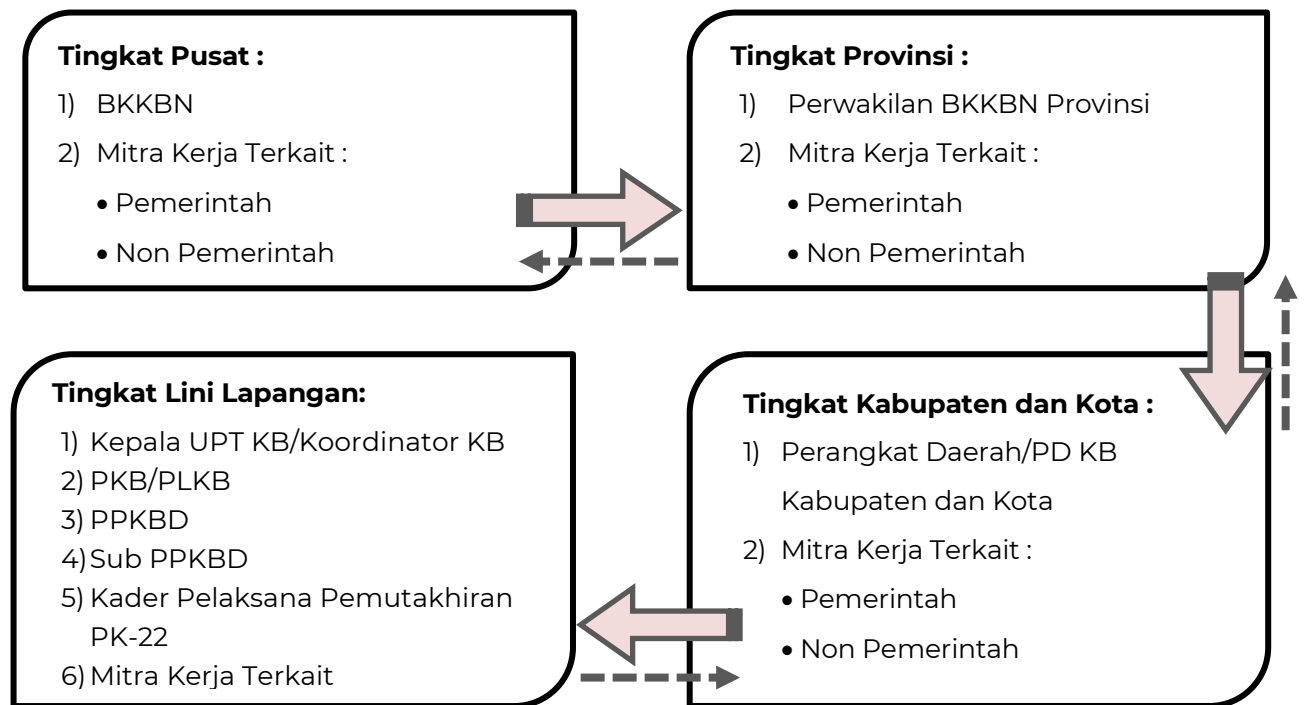 Tingkat Pusat :
1) BKKBN
2) Mitra Kerja Terkait :
• Pemerintah
• Non Pemerintah
Tingkat Provinsi :
1) Perwakilan BKKBN Provinsi
2) Mitra Kerja Terkait :
• Pemerintah
• Non Pemerintah
Tingkat Kabupaten dan Kota :
1) Perangkat Daerah/PD KB
Kabupaten dan Kota
2) Mitra Kerja Terkait :
• Pemerintah
• Non Pemerintah
Tingkat Lini Lapangan:
1) Kepala UPT KB/Koordinator KB
2) PKB/PLKB
3) PPKBD
4) Sub PPKBD
5) Kader Pelaksana Pemutakhiran
PK-22
6) Mitra Kerja Terkait